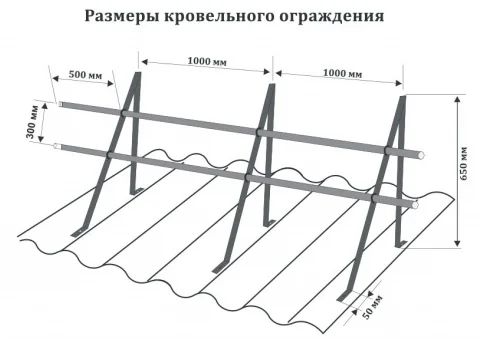 Размеры кровельного ограждения
1000 мм
1000 мм
500 мм
300 мм
650 мм
50 мм